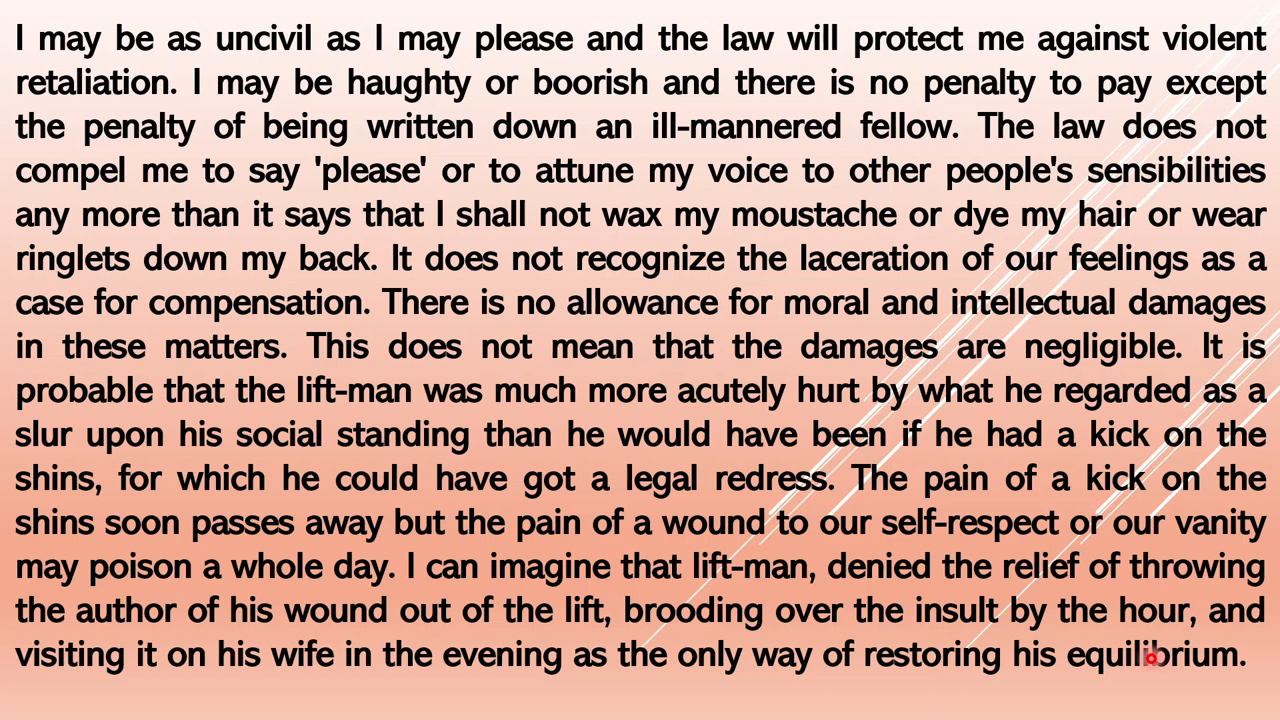 I may be as uncivil as I may please and the law will protect me against violent
retaliation. I may be haughty or boorish and there is no penalty to pay except
the penalty of being written down an ill-mannered fellow. The law does not
compel me to say 'please' or to attune my voice to other people's sensibilities
any more than it says that I shall not wax my moustache or dye my hair or wear
ringlets down my back. It does not recognize the laceration of our feelings as a
case for compensation. There is no allowance for moral and intellectual damages
in these matters. This does not mean that the damages are negligible. It is
probable that the lift-man was much more acutely hurt by what he regarded as a
slur upon his social standing than he would have been if he had a kick on the
shins, for which he could have got a legal redress. The pain of a kick on the
shins soon passes away but the pain of a wound to our self-respect or our vanity
may poison a whole day. I can imagine that lift-man, denied the relief of throwing
the author of his wound out of the lift, brooding over the insult by the hour, and
visiting it on his wife in the evening as the only way of restoring his equilibrium.